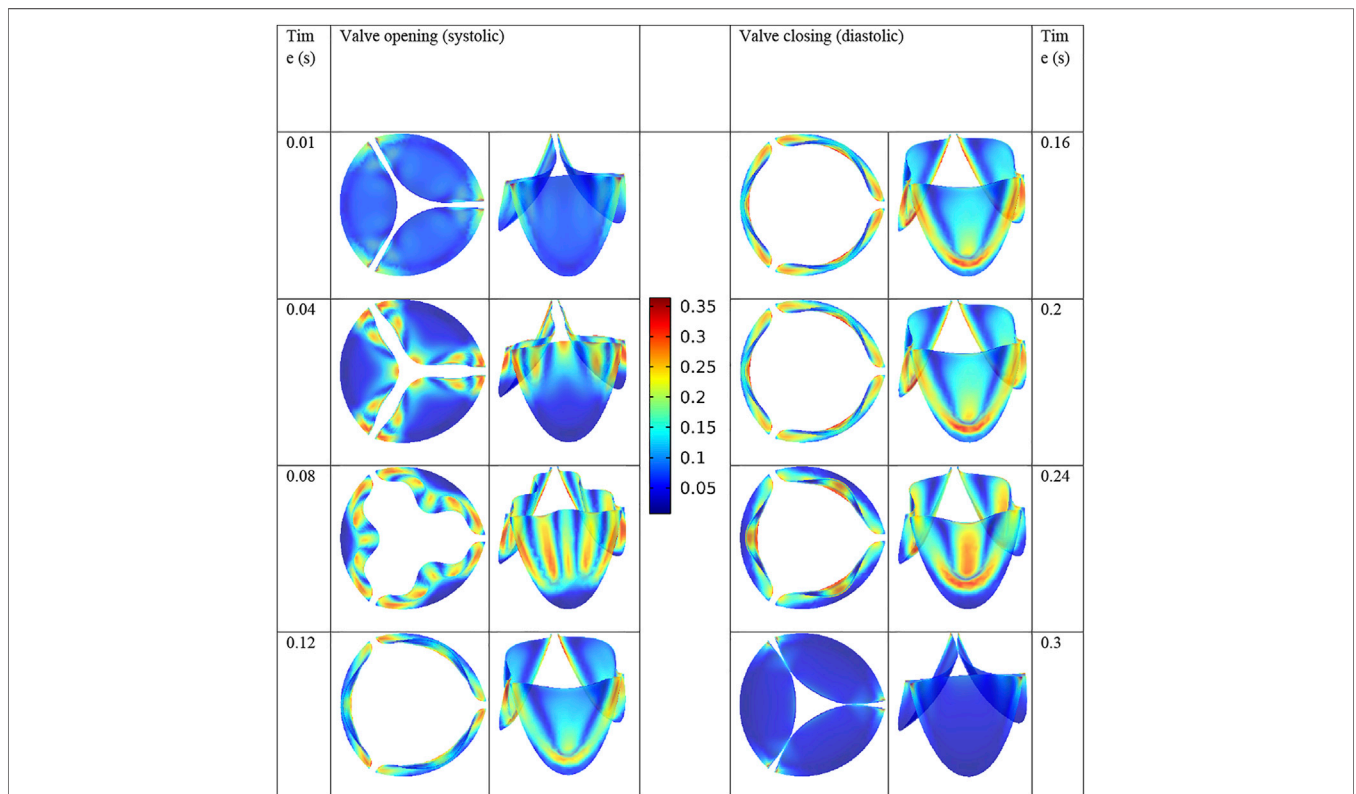 Tim
e (s)
Valve opening (systolic)
Valve closing (diastolic)
Tim
e (s)
0.01
0.16
0.04
0.2
0.35
0.3
0.25
0.2
0.15
0.1
0.05
0.08
0.24
0.12
0.3